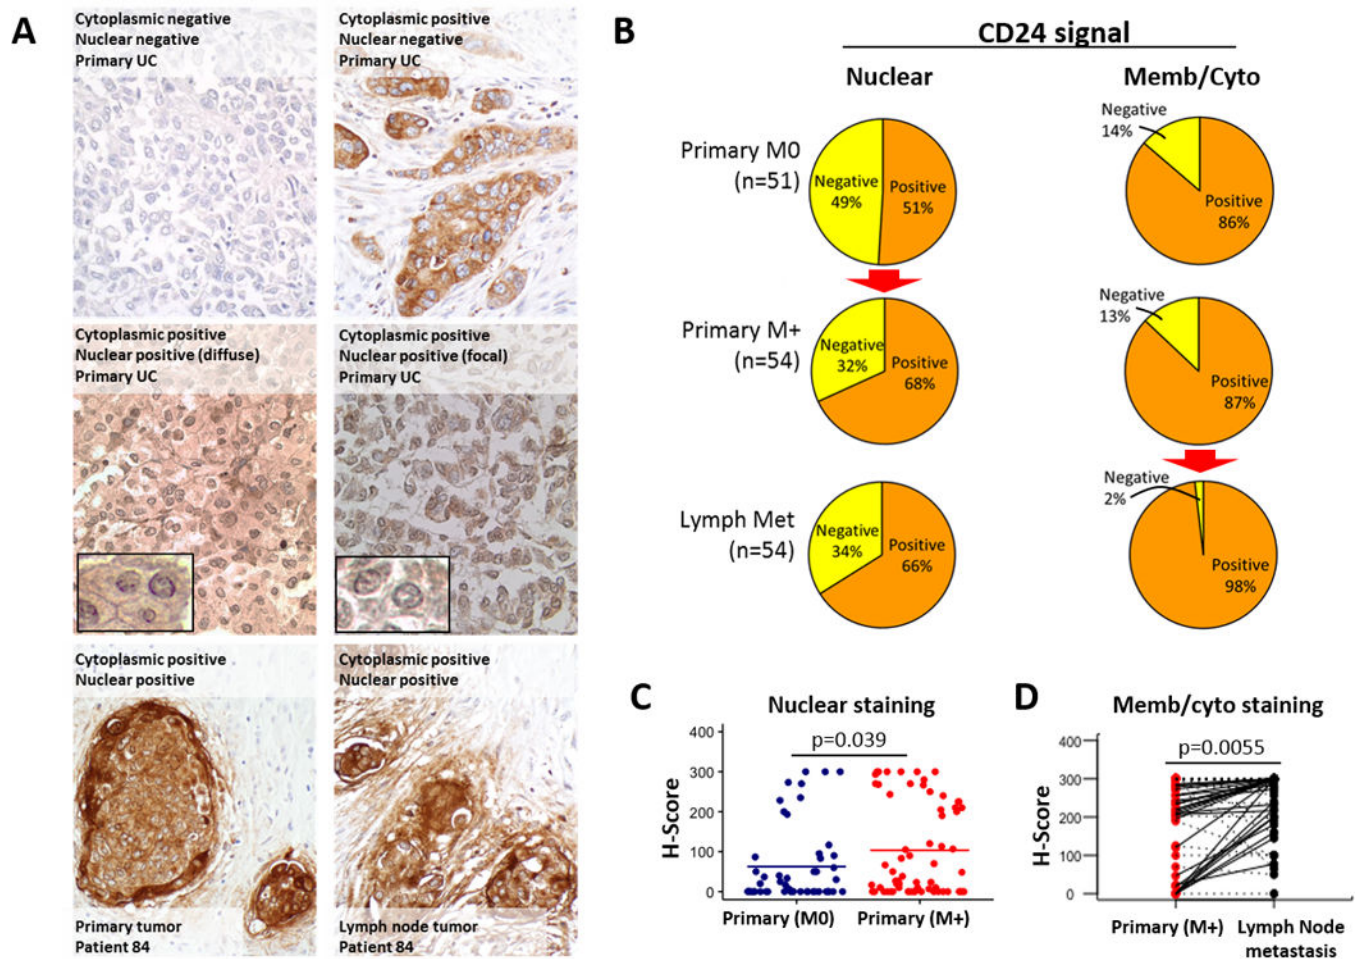 A
Cytoplasmic negative
Nuclear negative
Primary UC
Cytoplasmic positive
Nuclear negative
Primary UC
Cytoplasmic positive
Nuclear positive (diffuse)
Primary UC
Cytoplasmic positive
Nuclear positive (focal)
Primary UC
Cytoplasmic positive
Nuclear positive
Primary tumor
Patient 84
Cytoplasmic positive
Nuclear positive
Lymph node tumor
Patient 84
B
CD24 signal
Nuclear
Memb/Cyto
Primary M0
(n=51)
Negative
49%
Positive
51%
Negative
14%
Positive
86%
Primary M+
(n=54)
Negative
32%
Positive
68%
Negative
13%
Positive
87%
Lymph Met
(n=54)
Negative
34%
Positive
66%
Negative
2%
Positive
98%
C
Nuclear staining
p=0.039
H-Score
400
300
200
100
0
Primary (M0)
Primary (M+)
D
Memb/cyto staining
p=0.0055
H-Score
400
300
200
100
0
Primary (M+)
Lymph Node
metastasis